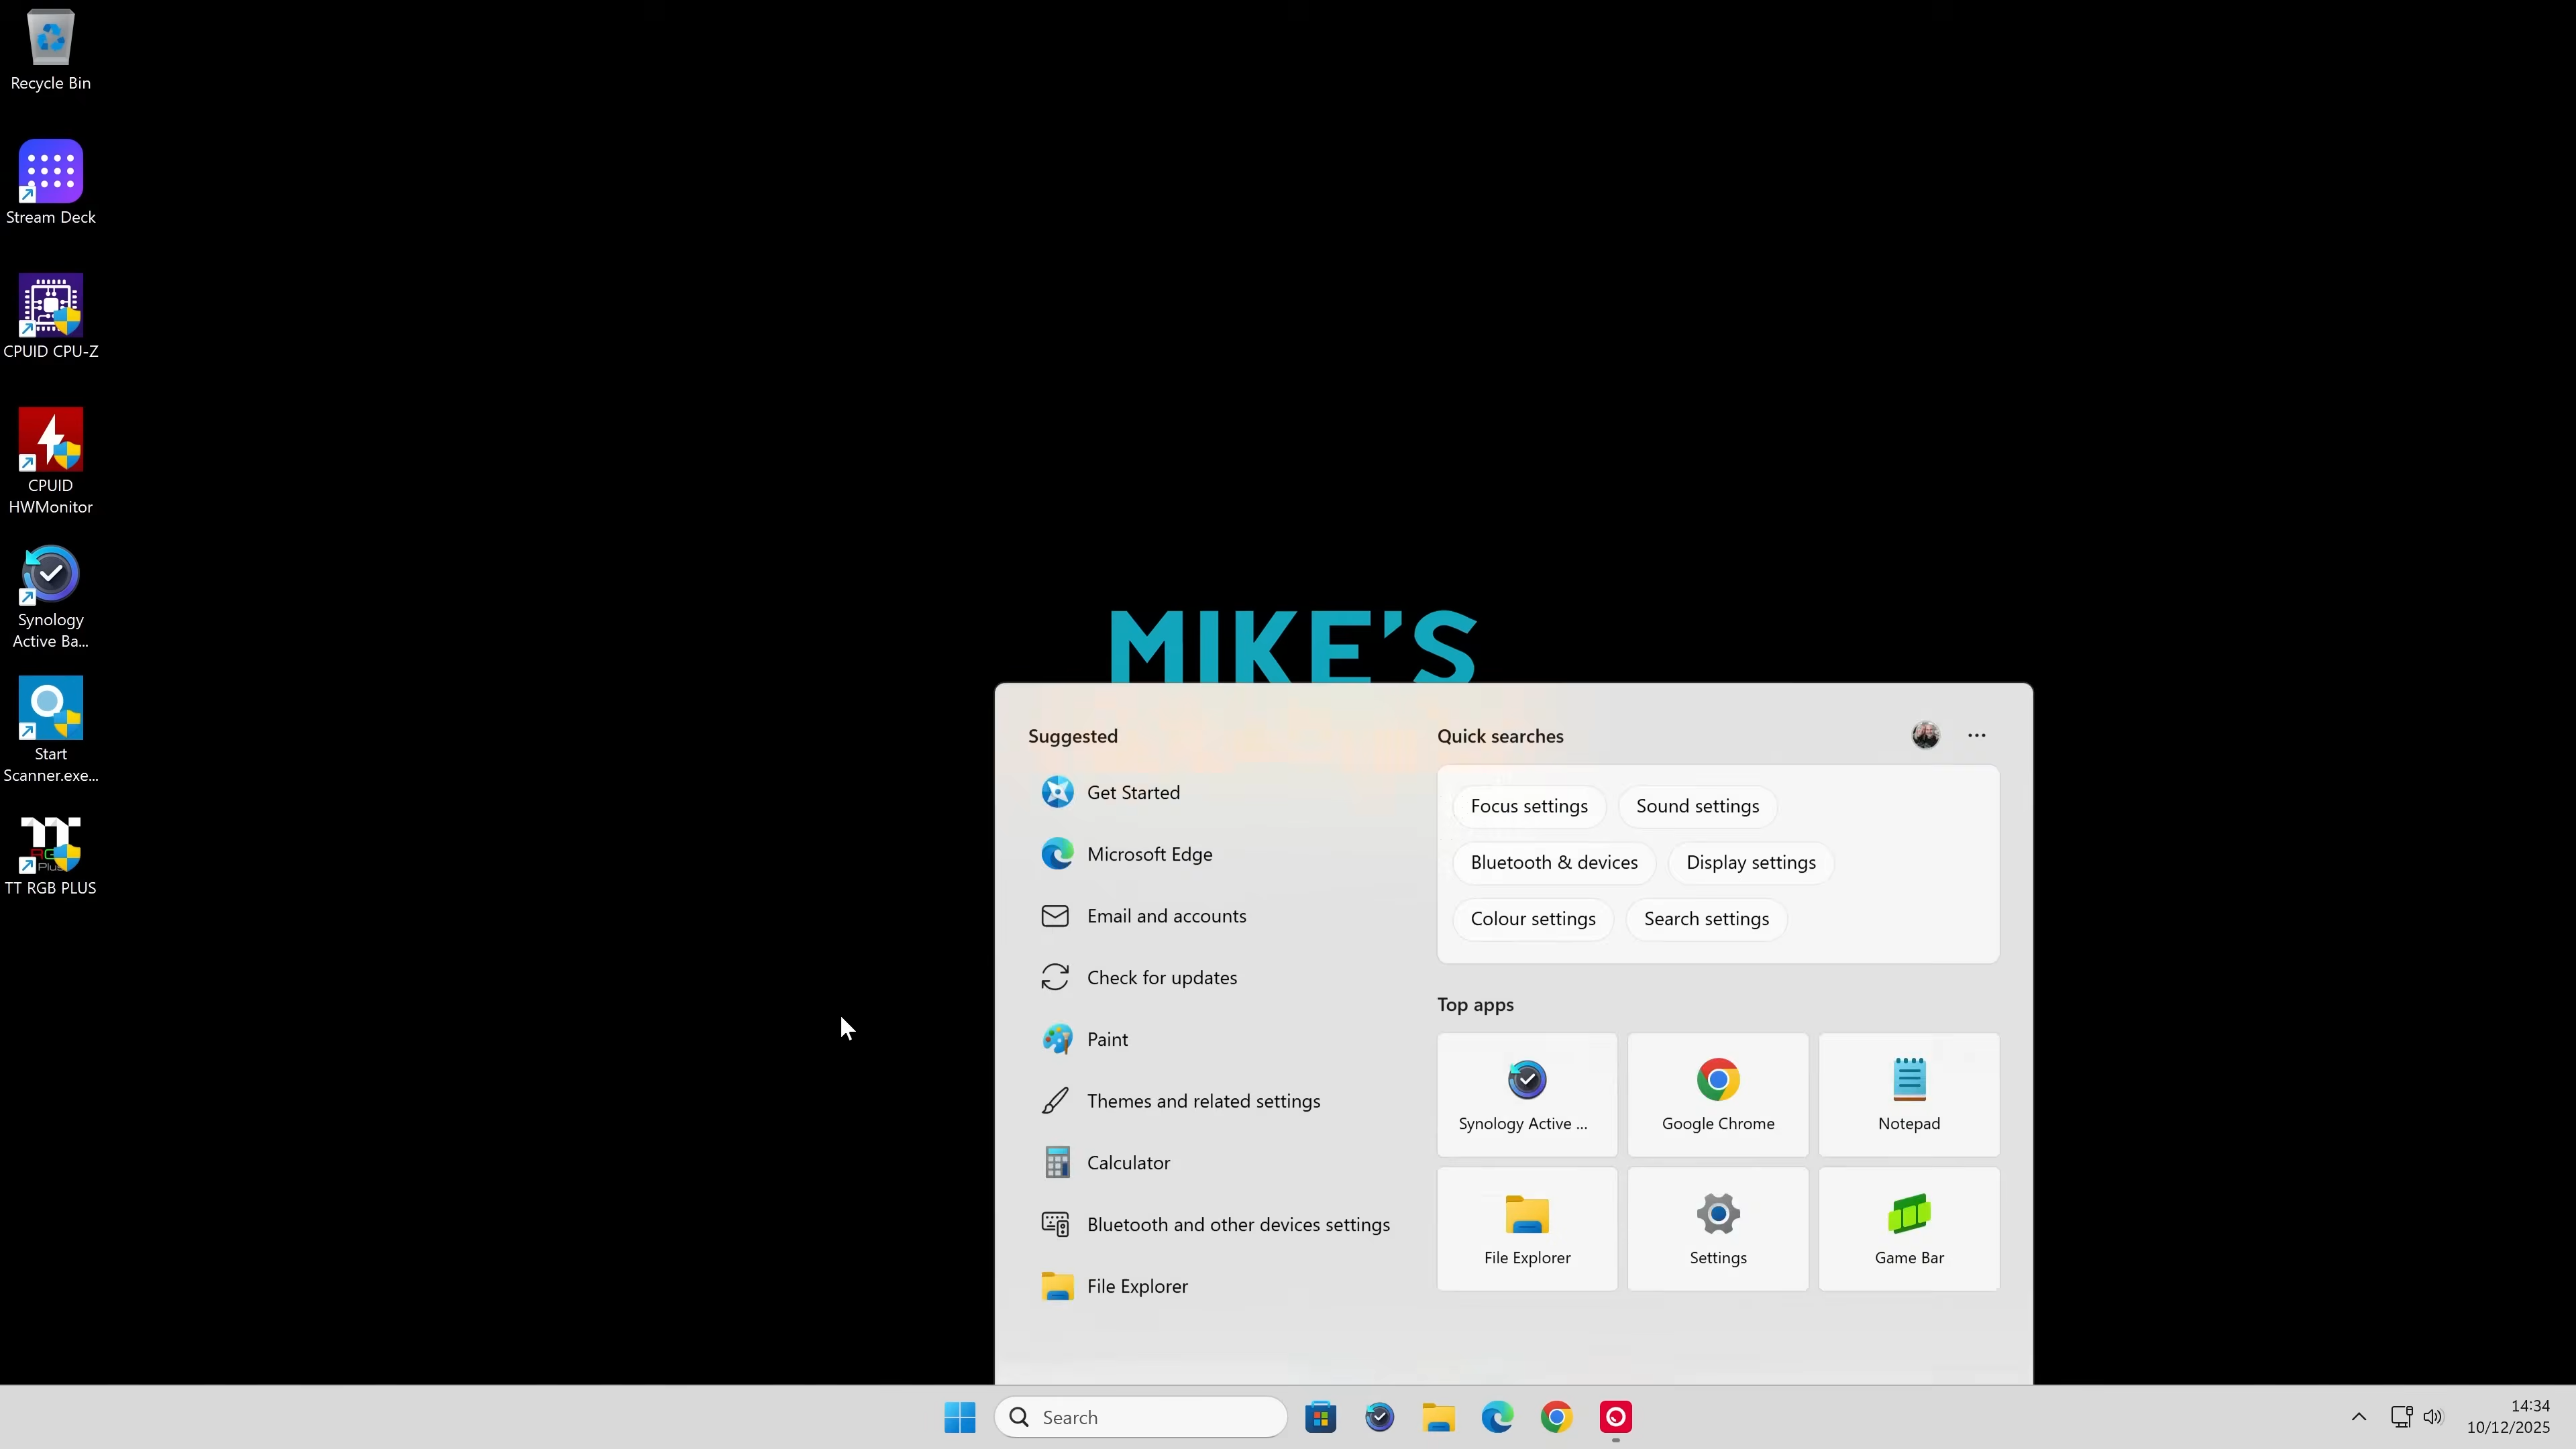 Recycle Bin
Stream Deck
CPUID CPU-Z
CPUID
HWMonitor
Synology
Active Ba...
Start
Scanner.exe...
TT RGB PLUS
MIKE'S
Suggested
Get Started
Microsoft Edge
Email and accounts
Check for updates
Paint
Themes and related settings
Calculator
Bluetooth and other devices settings
File Explorer
Quick searches
Focus settings
Sound settings
Bluetooth & devices
Display settings
Colour settings
Search settings
Top apps
Synology Active ...
Google Chrome
Notepad
File Explorer
Settings
Game Bar
Search
14:34
10/12/2025